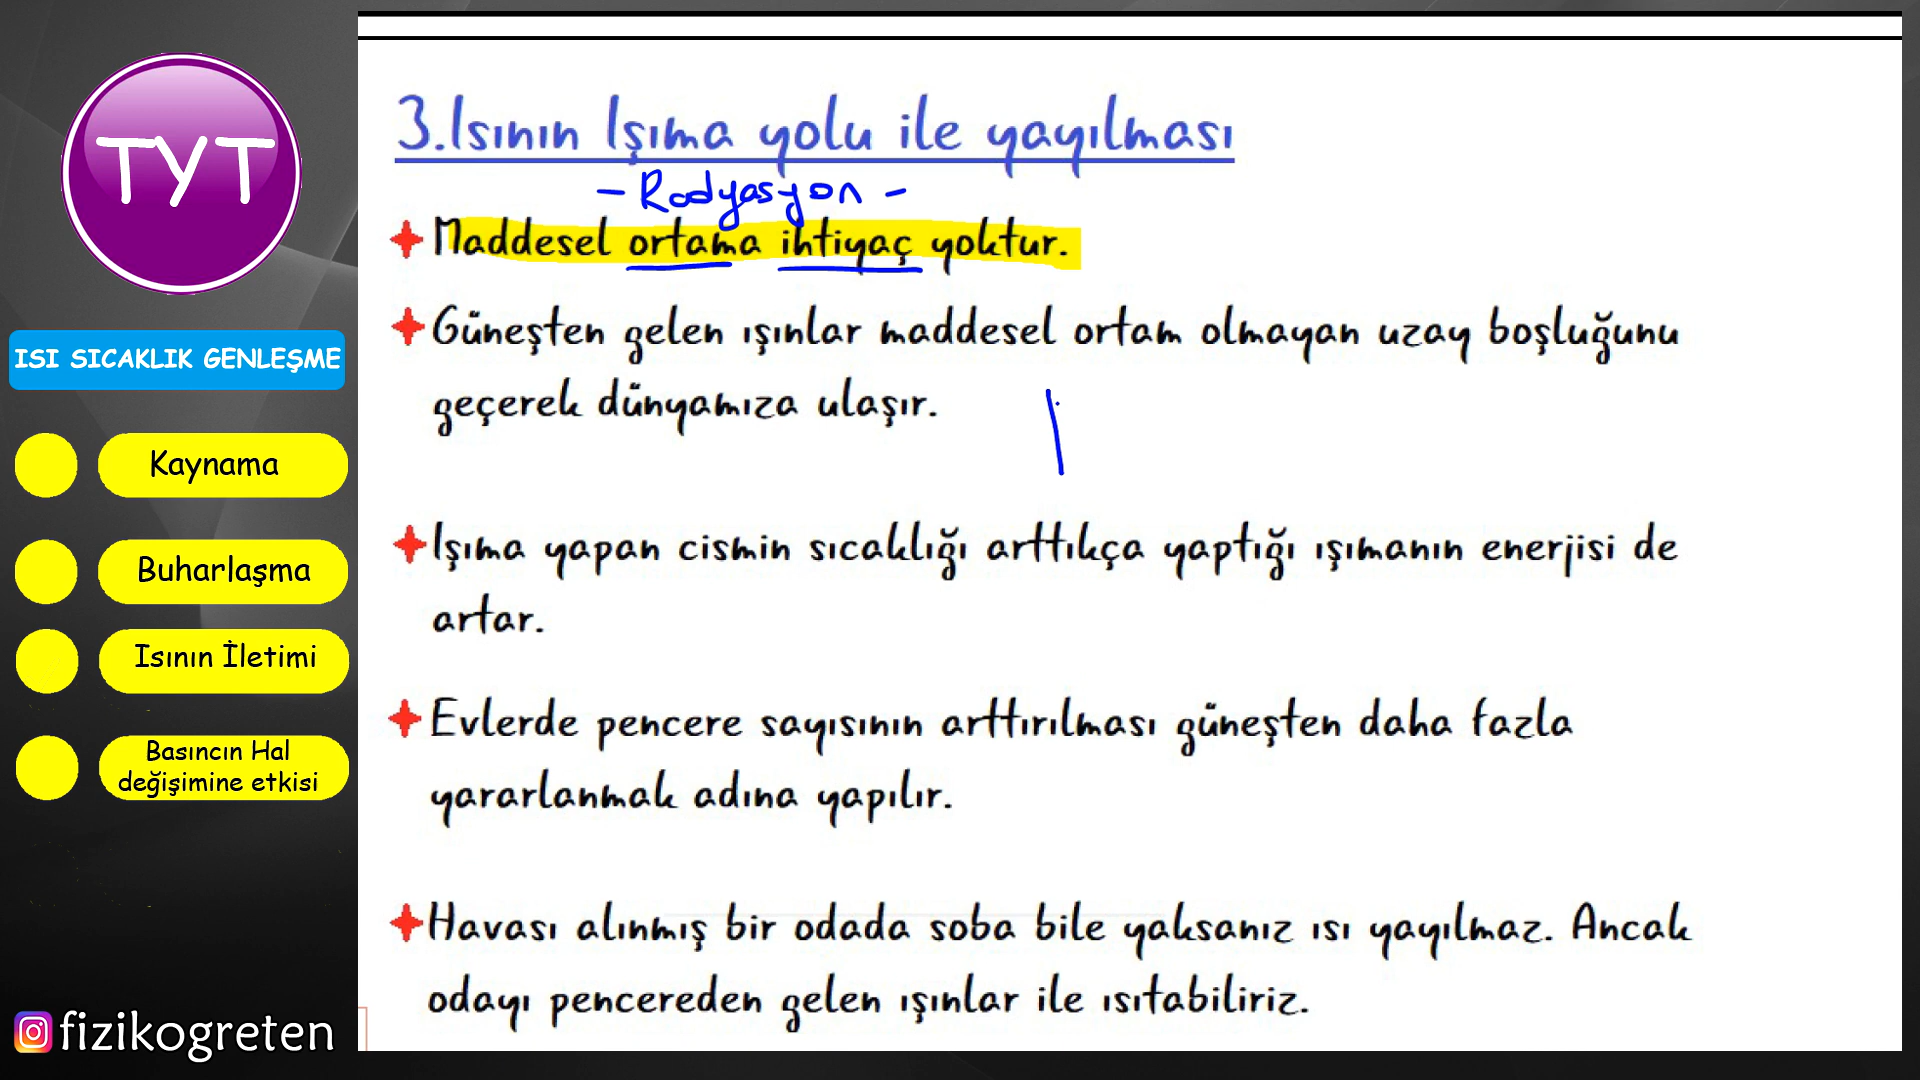 TYT
ISI SICAKLIK GENLEŞME
Kaynama
Buharlaşma
Isının İletimi
Basıncın Hal
değişimine etkisi
fizikogreten
3.Isının Işıma yolu ile yayılması
- Radyasyon -
Maddesel ortama ihtiyaç yoktur.
Güneşten gelen ışınlar maddesel ortam olmayan uzay boşluğunu
geçerek dünyamıza ulaşır.
Işıma yapan cismin sıcaklığı arttıkça yaptığı ışımanın enerjisi de
artar.
Evlerde pencere sayısının arttırılması güneşten daha fazla
yararlanmak adına yapılır.
Havası alınmış bir odada soba bile yaksanız ısı yayılmaz. Ancak
odayı pencereden gelen ışınlar ile ısıtabiliriz.